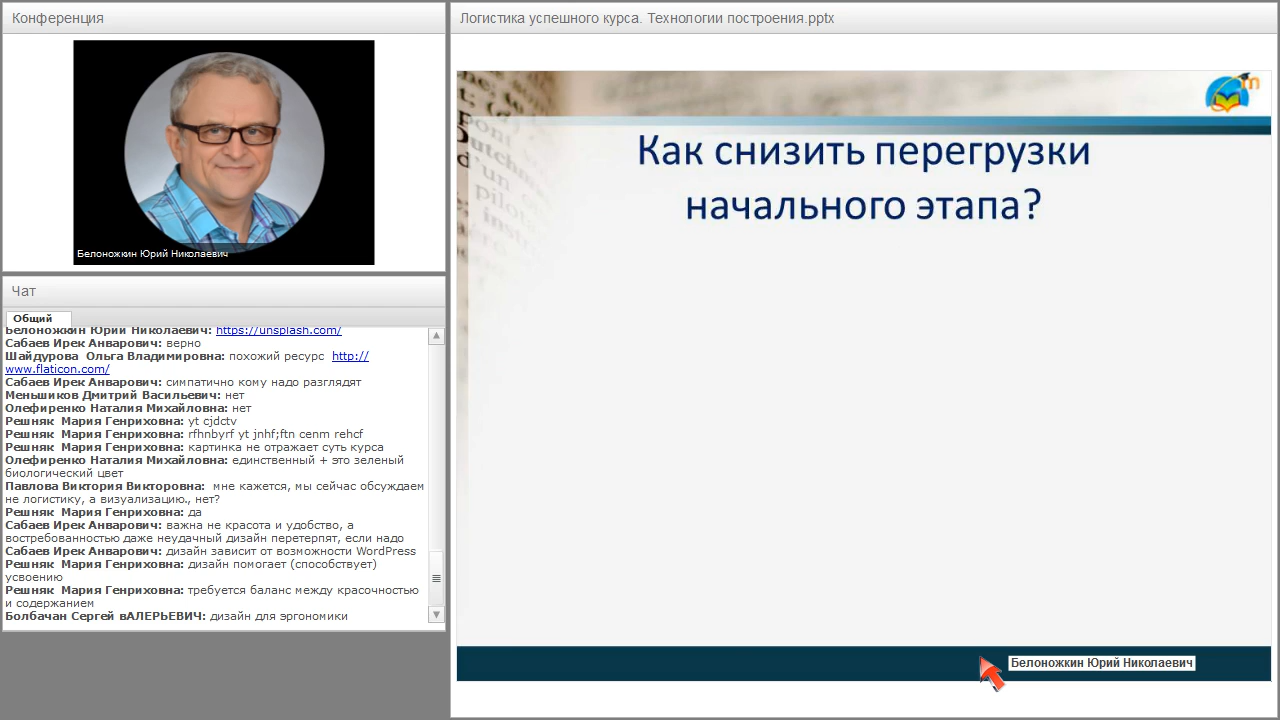 Конференция
Белоножкин Юрий Николаевич
Чат
Общий
Белоножкин Юрий Николаевич: https://unsplash.com/
Сабаев Ирек Анварович: верно
Шайдурова Ольга Владимировна: похожий ресурс http://
www.flaticon.com/
Сабаев Ирек Анварович: симпатично кому надо разглядят
Меньшиков Дмитрий Васильевич: нет
Олефиренко Наталия Михайловна: нет
Решняк Мария Генриховна: yt cjdctv
Решняк Мария Генриховна: rfhnbyrf yt jnhf;ftn cenm rehcf
Решняк Мария Генриховна: картинка не отражает суть курса
Олефиренко Наталия Михайловна: единственный + это зеленый
биологический цвет
Павлова Виктория Викторовна: мне кажется, мы сейчас обсуждаем
не логистику, а визуализацию., нет?
Решняк Мария Генриховна: да
Сабаев Ирек Анварович: важна не красота и удобство, а
востребованностью даже неудачный дизайн перетерпят, если надо
Сабаев Ирек Анварович: дизайн зависит от возможности WordPress
Решняк Мария Генриховна: дизайн помогает (способствует)
усвоению
Решняк Мария Генриховна: требуется баланс между красочностью
и содержанием
Болбачан Сергей вАЛЕРЬЕВИЧ: дизайн для эргономики
Логистика успешного курса. Технологии построения.pptx
Как снизить перегрузки
начального этапа?
Белоножкин Юрий Николаевич